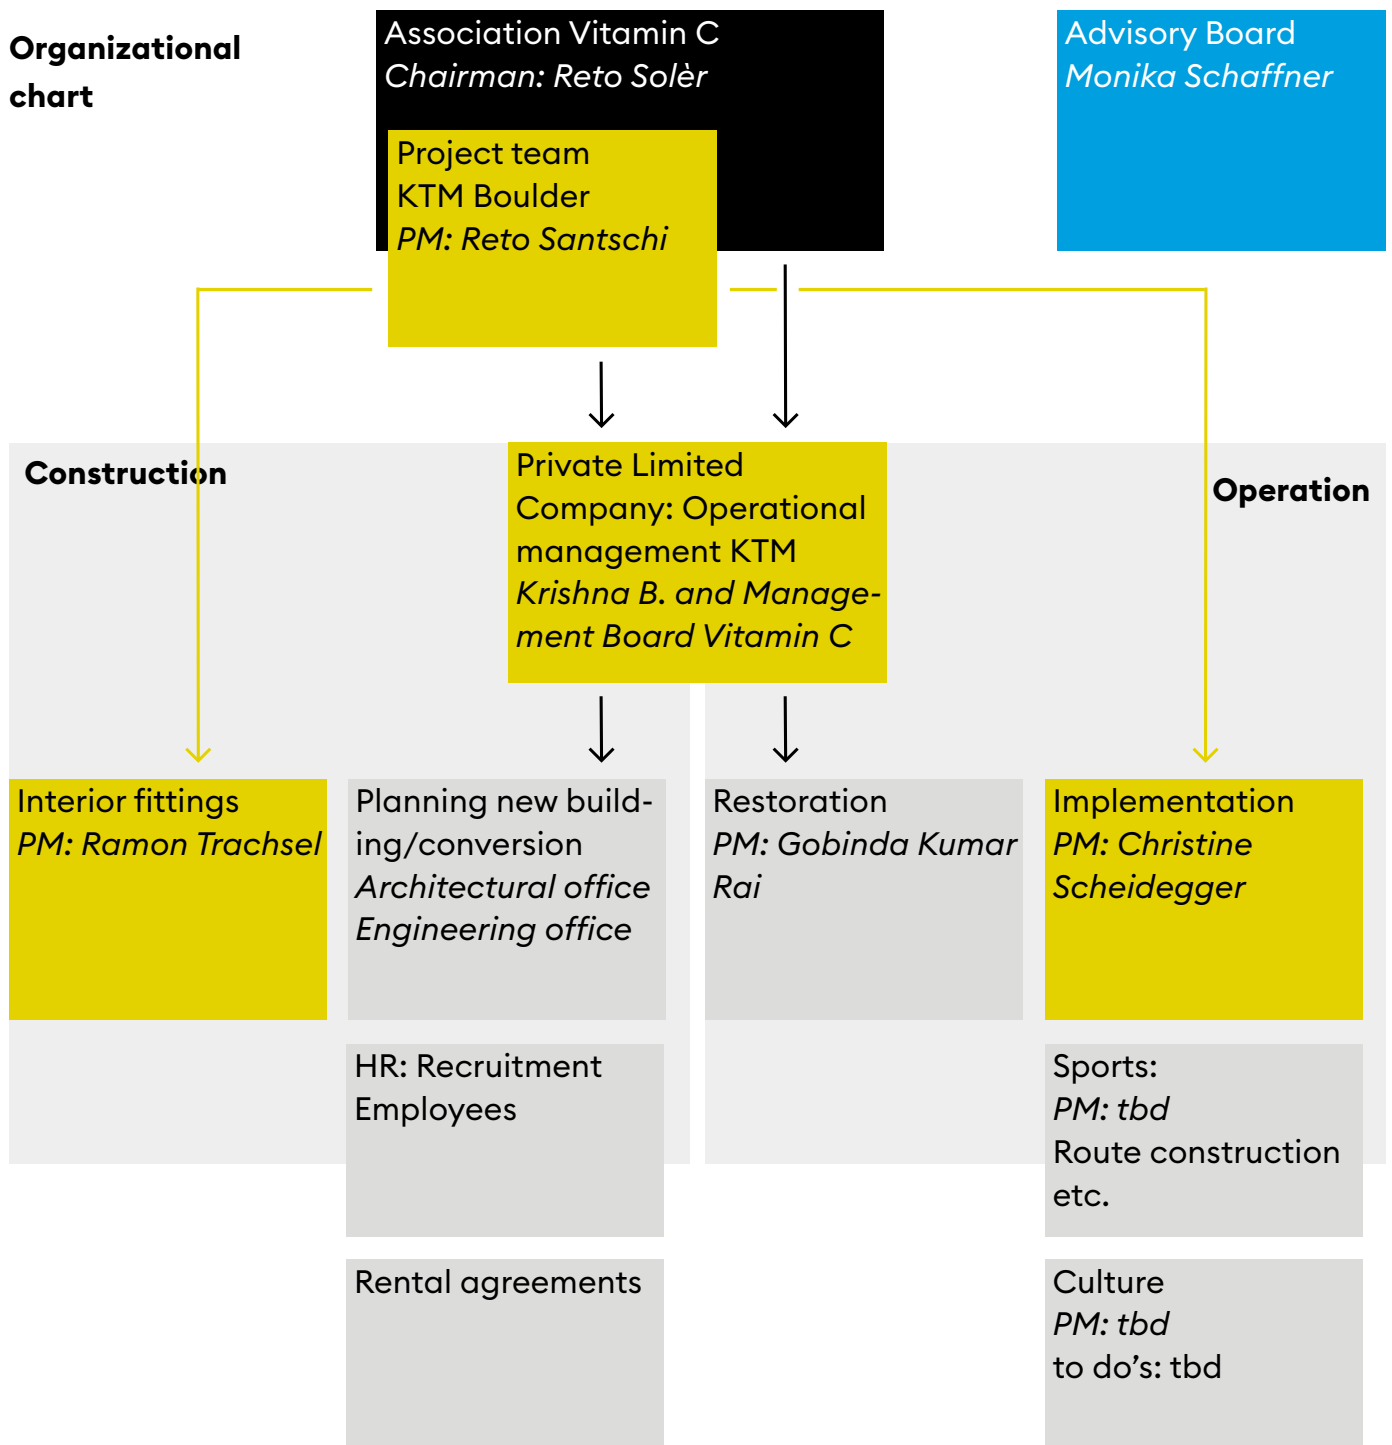 Organizational
chart
Association Vitamin C
Chairman: Reto Solèr
Advisory Board
Monika Schaffner
Project team
KTM Boulder
PM: Reto Santschi
Construction
Private Limited
Company: Operational
management KTM
Krishna B. and Manage-
ment Board Vitamin C
Operation
Interior fittings
PM: Ramon Trachsel
Planning new build-
ing/conversion
Architectural office
Engineering office
Restoration
PM: Gobinda Kumar
Rai
Implementation
PM: Christine
Scheidegger
HR: Recruitment
Employees
Sports:
PM: tbd
Route construction
etc.
Rental agreements
Culture
PM: tbd
to do’s: tbd